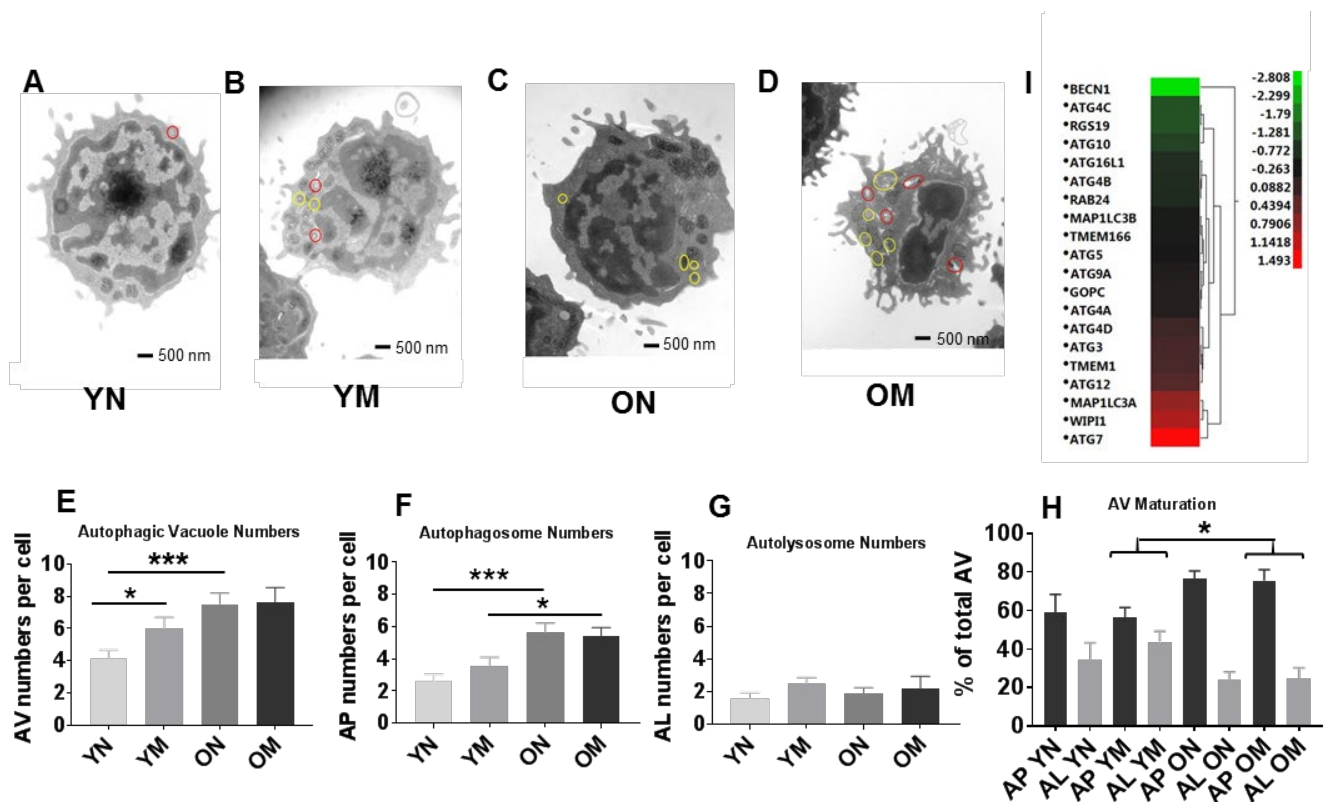 A
B
C
D
I
500 nm
500 nm
500 nm
500 nm
YN
YM
ON
OM
•BECN1
•ATG4C
•RGS19
•ATG10
•ATG16L1
•ATG4B
•RAB24
•MAP1LC3B
•TMEM166
•ATG5
•ATG9A
•GOPC
•ATG4A
•ATG4D
•ATG3
•TMEM1
•ATG12
•MAP1LC3A
•WIPI1
•ATG7
-2.808
-2.299
-1.79
-1.281
-0.772
-0.263
0.0882
0.4394
0.7906
1.1418
1.493
E
Autophagic Vacuole Numbers
AV numbers per cell
10
8
6
4
2
0
***
*
YN
YM
ON
OM
F
Autophagosome Numbers
AP numbers per cell
10
8
6
4
2
0
***
*
YN
YM
ON
OM
G
Autolysosome Numbers
AL numbers per cell
10
8
6
4
2
0
YN
YM
ON
OM
H
AV Maturation
% of total AV
100
80
60
40
20
0
*
AP YN
AL YN
AP YM
AL YM
AP ON
AL ON
AP OM
AL OM